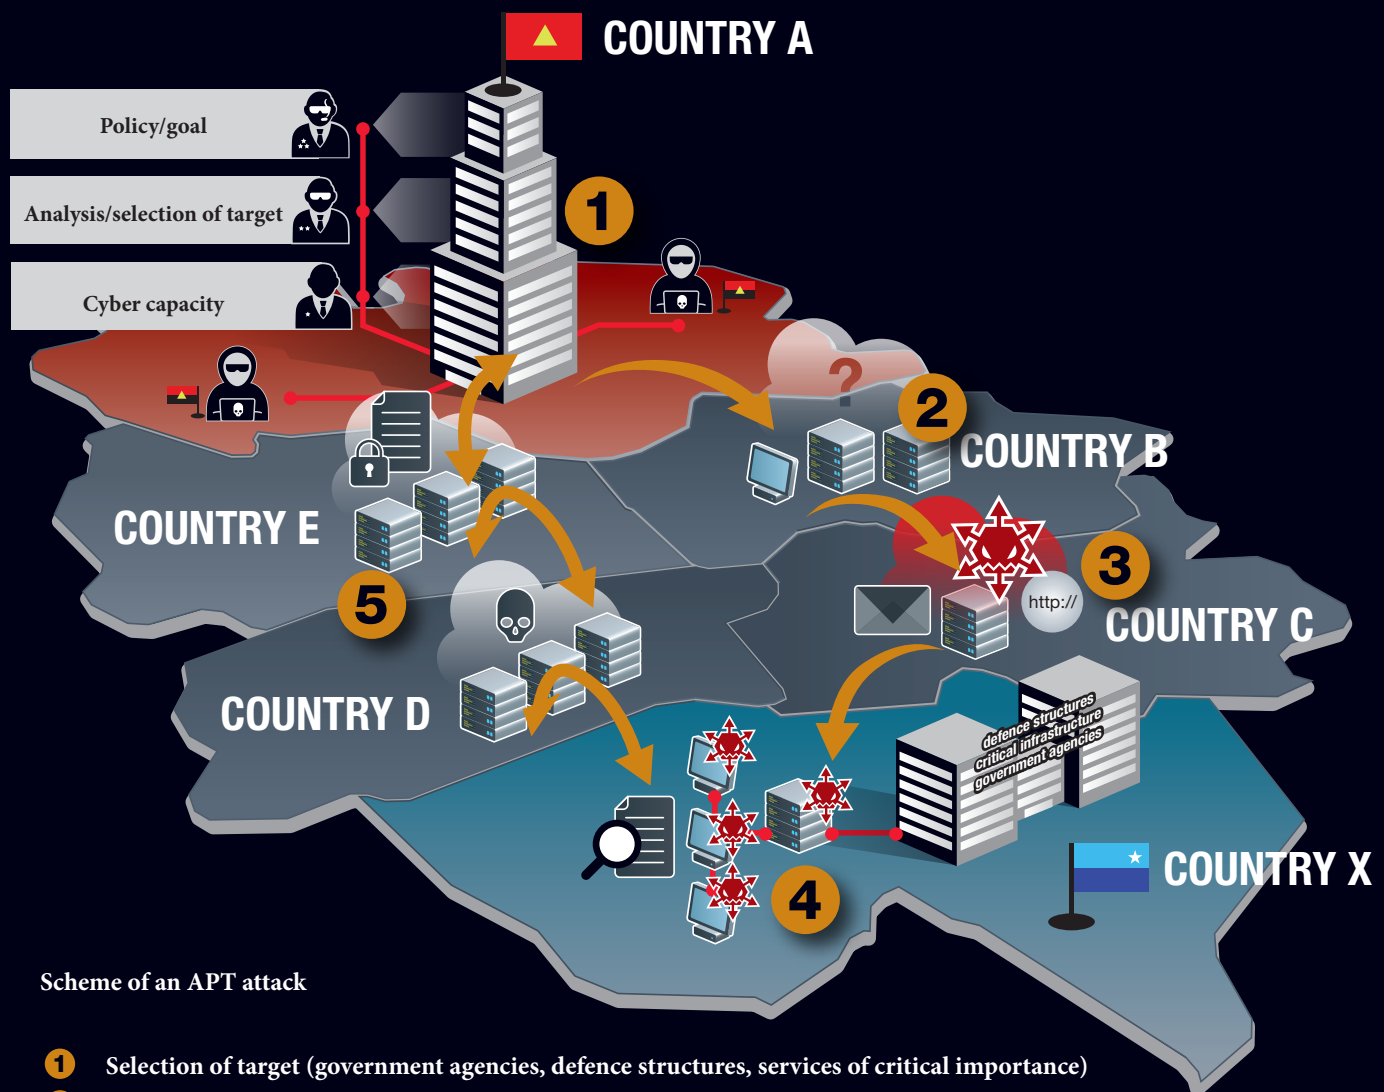 COUNTRY A
Policy/goal
Analysis/selection of target
Cyber capacity
1
?
2
COUNTRY B
COUNTRY E
3
http://
COUNTRY C
5
COUNTRY D
defence structures
critical infrastructure
government agencies
4
COUNTRY X
Scheme of an APT attack
1 Selection of target (government agencies, defence structures, services of critical importance)